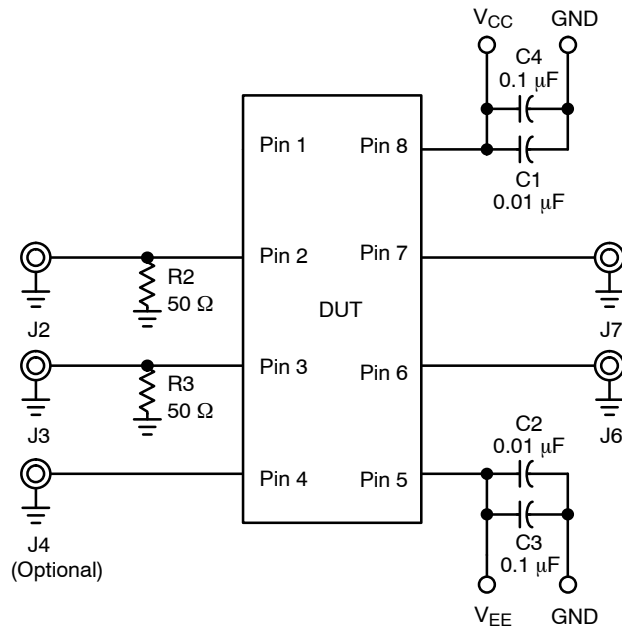 V_CC GND
C4
0.1 μF
Pin 1 Pin 8
C1
0.01 μF
Pin 2 Pin 7
R2
50 Ω
DUT
J2
J7
Pin 3 Pin 6
R3
50 Ω
J3
J6
C2
0.01 μF
Pin 4 Pin 5
J4
(Optional)
C3
0.1 μF
V_EE GND